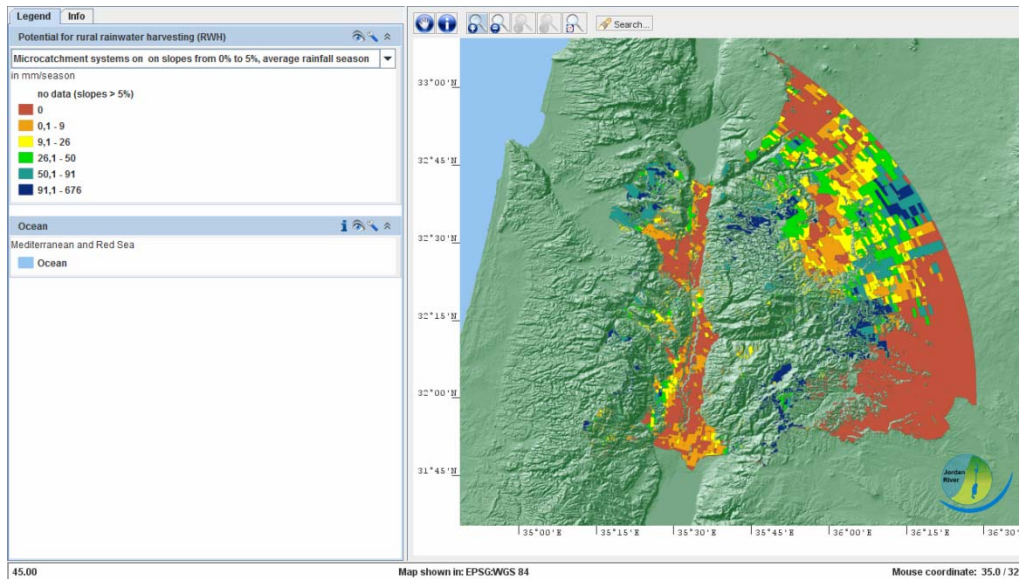 Legend Info
Potential for rural rainwater harvesting (RWH)
Microcatchment systems on on slopes from 0% to 5%, average rainfall season
in mm/season
no data (slopes > 5%)
0
0,1 - 9
9,1 - 26
26,1 - 50
50,1 - 91
91,1 - 676
Ocean
Mediterranean and Red Sea
Ocean
Search...
33°00'N
32°45'N
32°30'N
32°15'N
32°00'N
31°45'N
Jordan
River
35°00'E 35°15'E 35°30'E 35°45'E 36°00'E 36°15'E 36°30'
45.00 Map shown in: EPSG:WGS 84 Mouse coordinate: 35.0 / 32